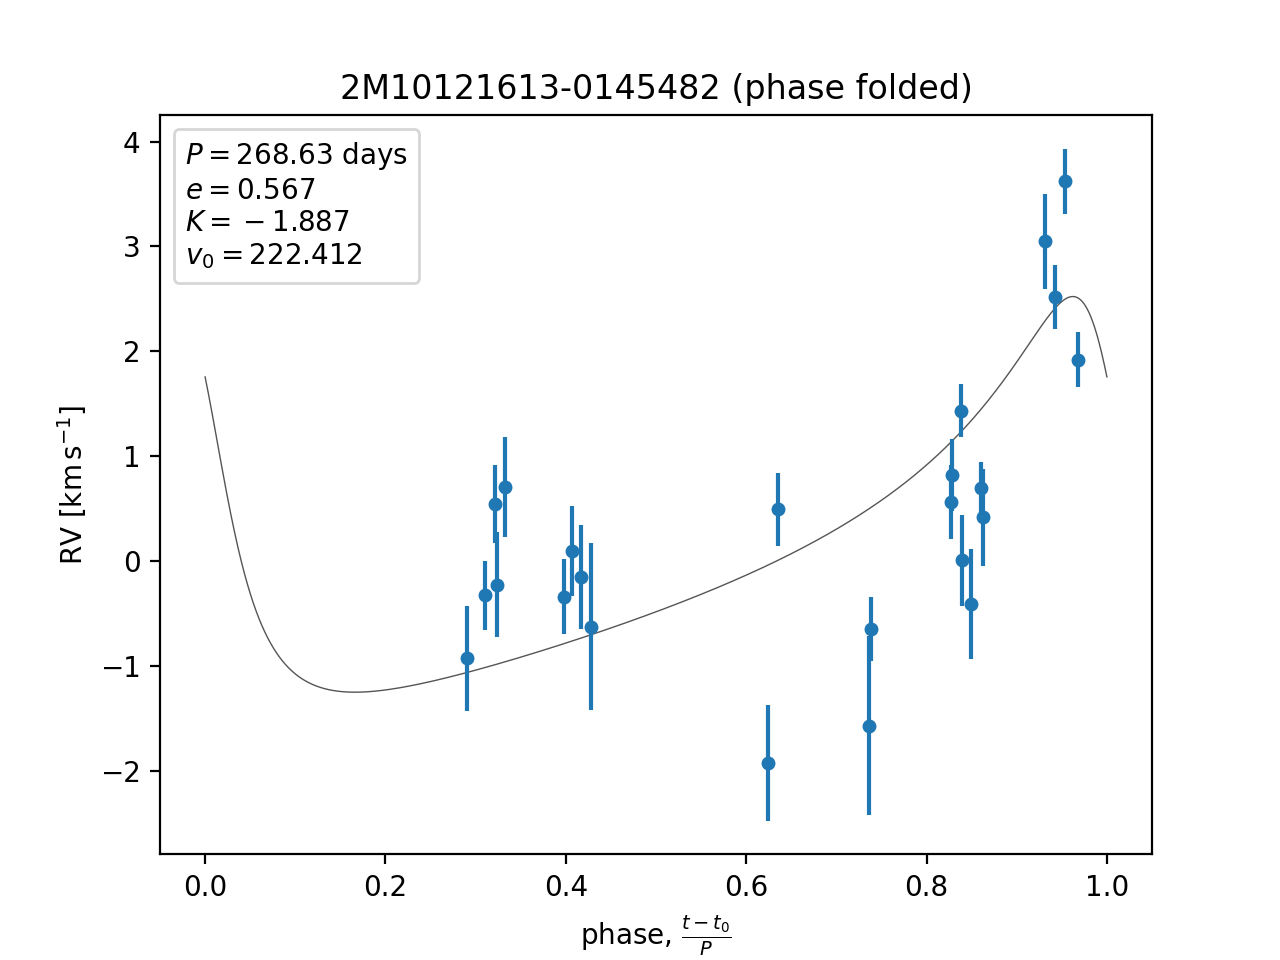 2M10121613-0145482 (phase folded)
P = 268.63 days
e = 0.567
K = −1.887
v₀ = 222.412
4
3
2
1
0
−1
−2
RV [km s⁻¹]
0.0 0.2 0.4 0.6 0.8 1.0
phase, (t − t₀)/P